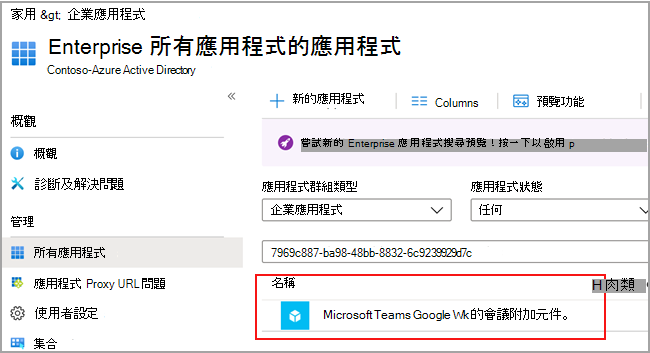 家用 &gt; 企業應用程式
Enterprise 所有應用程式的應用程式
Contoso-Azure Active Directory
«
+ 新的應用程式
Columns
預覽功能
概觀
嘗試新的 Enterprise 應用程式搜尋預覽！按一下以啟用 p
概觀
診斷及解決問題
應用程式群組類型
應用程式狀態
企業應用程式
任何
管理
所有應用程式
7969c887-ba98-48bb-8832-6c9239929d7c
應用程式 Proxy URL 問題
名稱
H 肉類
使用者設定
Microsoft Teams Google Wk 的會議附加元件。
集合